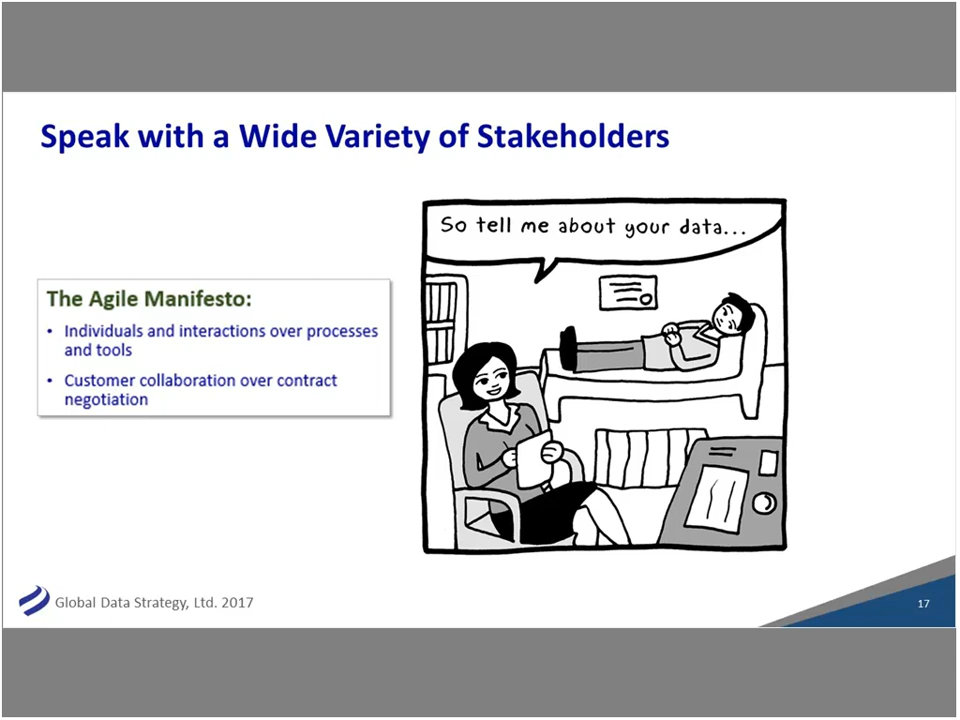 Speak with a Wide Variety of Stakeholders
So tell me about your data...
The Agile Manifesto:
• Individuals and interactions over processes
and tools
• Customer collaboration over contract
negotiation
Global Data Strategy, Ltd. 2017
17